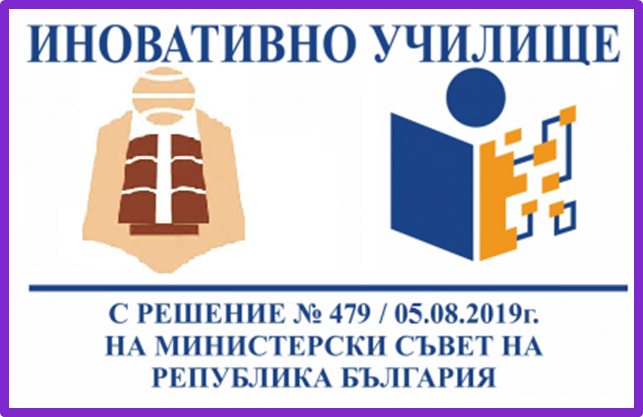 ИНОВАТИВНО УЧИЛИЩЕ
С РЕШЕНИЕ № 479 / 05.08.2019г.
НА МИНИСТЕРСКИ СЪВЕТ НА
РЕПУБЛИКА БЪЛГАРИЯ